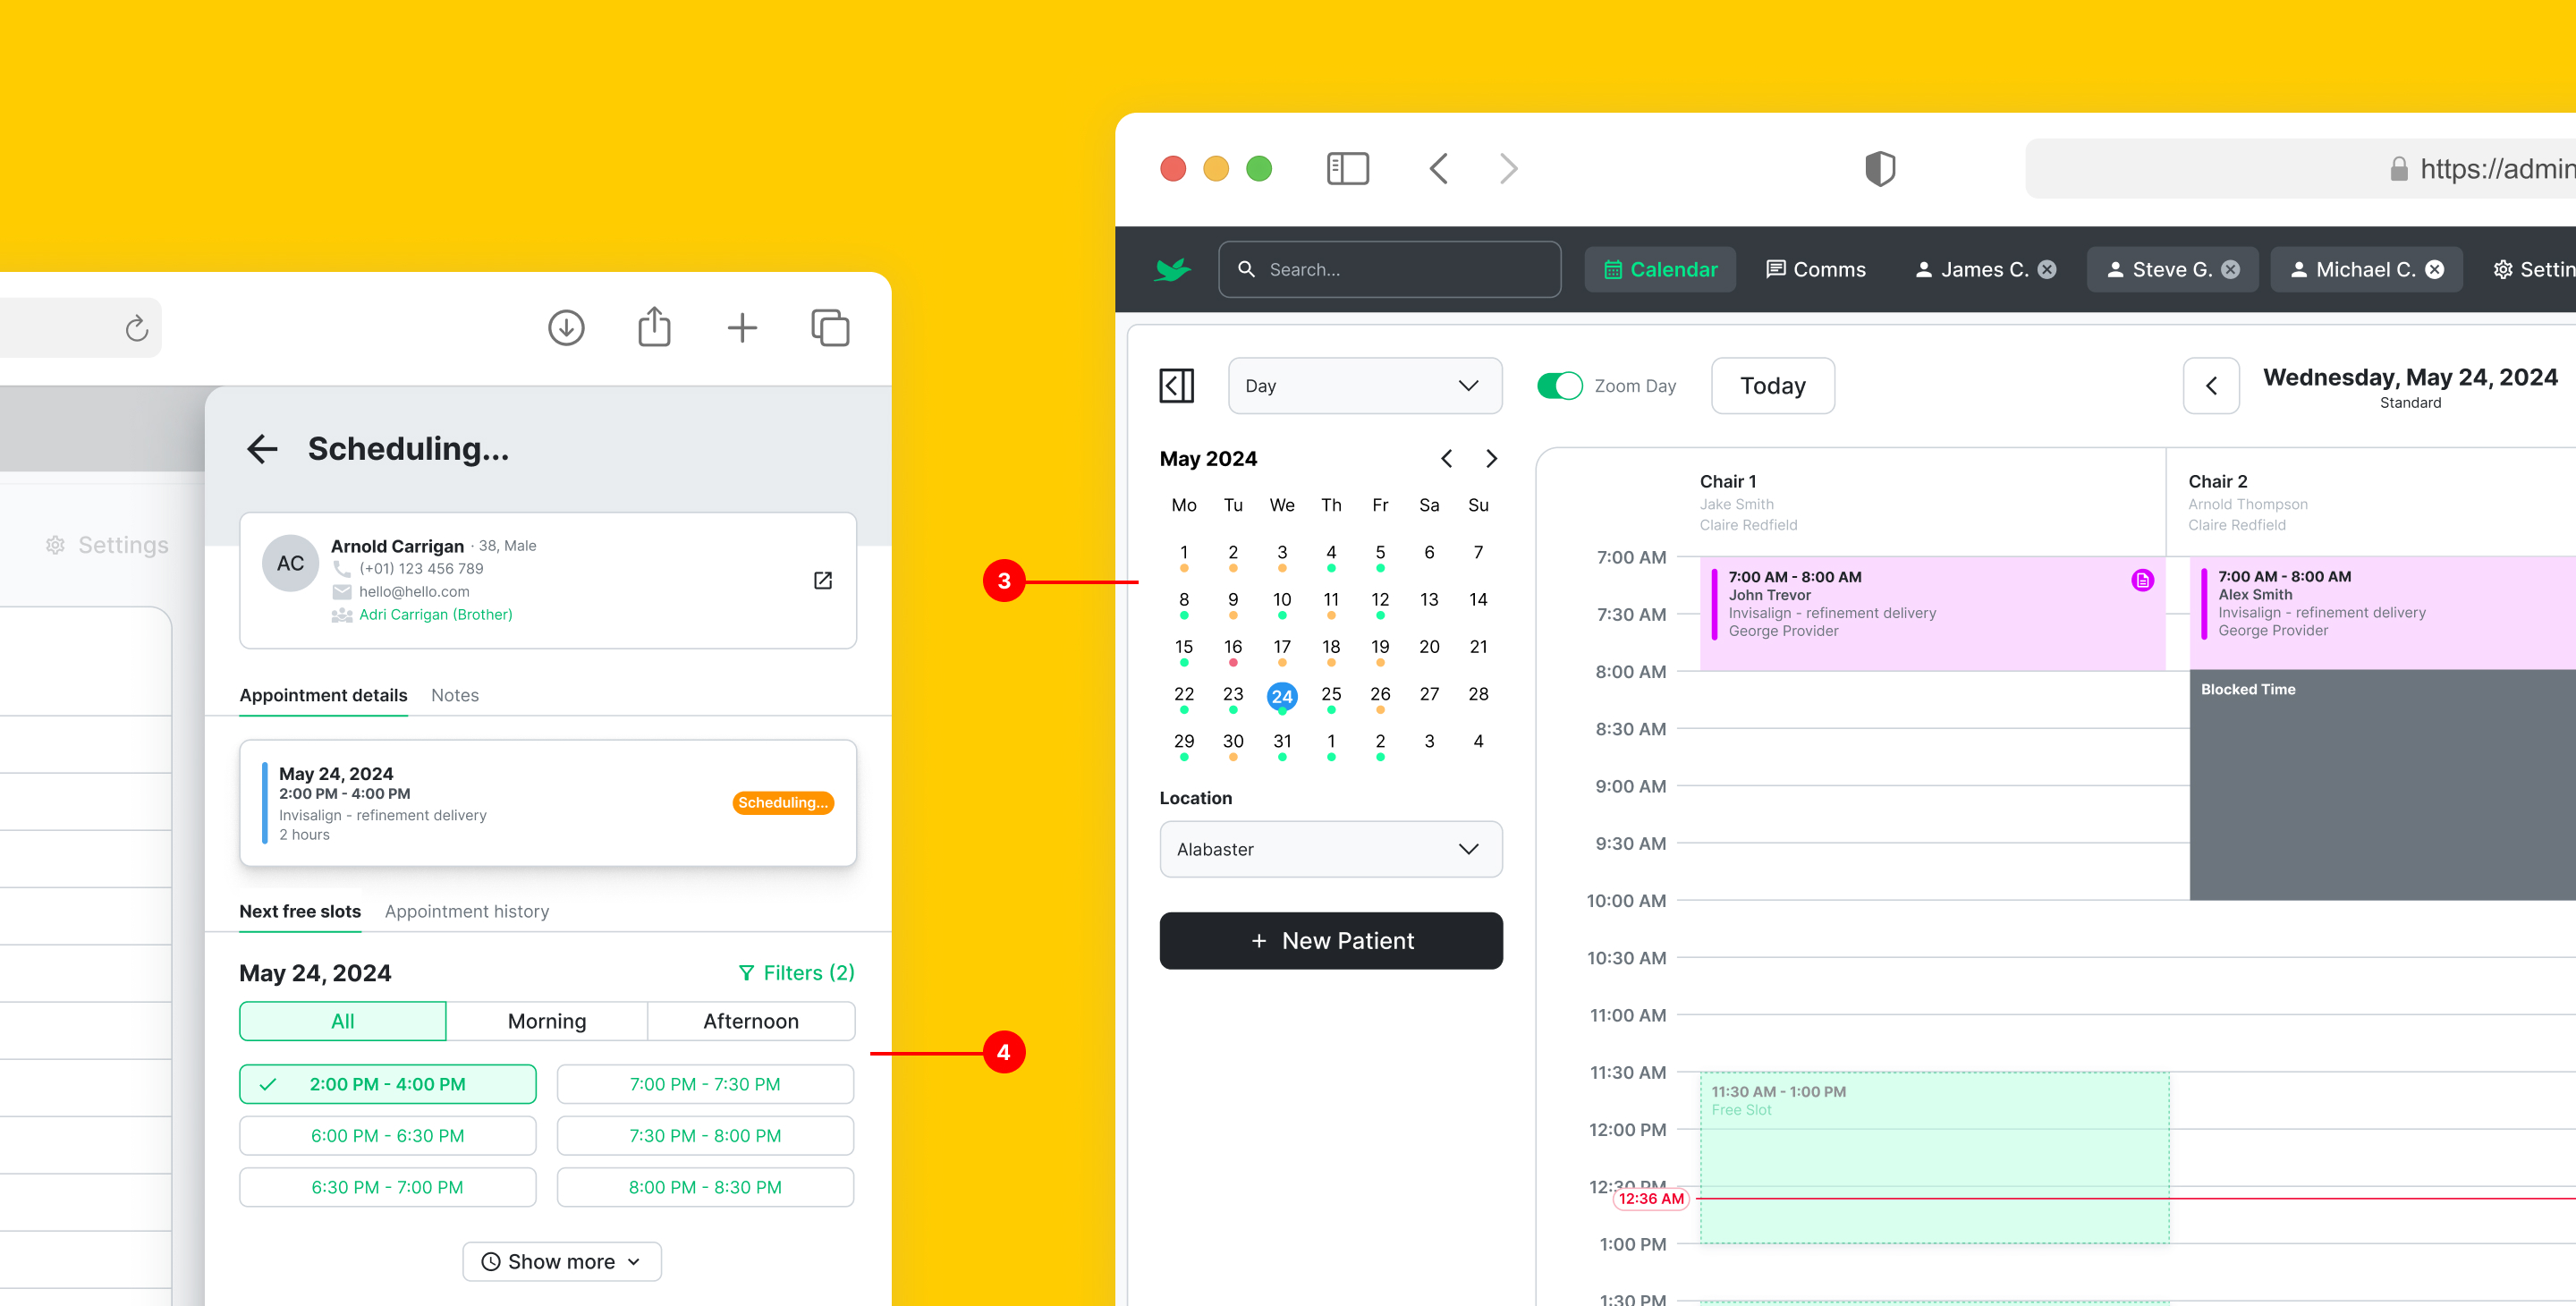 Settings
Scheduling...
AC
Arnold Carrigan · 38, Male
(+01) 123 456 789
hello@hello.com
Adri Carrigan (Brother)
Appointment details Notes
May 24, 2024
2:00 PM - 4:00 PM
Invisalign - refinement delivery
2 hours
Scheduling...
Next free slots Appointment history
May 24, 2024 Filters (2)
All Morning Afternoon
2:00 PM - 4:00 PM 7:00 PM - 7:30 PM
6:00 PM - 6:30 PM 7:30 PM - 8:00 PM
6:30 PM - 7:00 PM 8:00 PM - 8:30 PM
Show more
3
4
https://admin
Search... Calendar Comms James C. Steve G. Michael C. Settin
Day Zoom Day Today
Wednesday, May 24, 2024
Standard
May 2024
Mo Tu We Th Fr Sa Su
1 2 3 4 5 6 7
8 9 10 11 12 13 14
15 16 17 18 19 20 21
22 23 24 25 26 27 28
29 30 31 1 2 3 4
Location
Alabaster
+ New Patient
Chair 1
Jake Smith
Claire Redfield
Chair 2
Arnold Thompson
Claire Redfield
7:00 AM
7:30 AM
8:00 AM
8:30 AM
9:00 AM
9:30 AM
10:00 AM
10:30 AM
11:00 AM
11:30 AM
12:00 PM
12:30 PM
12:36 AM
1:00 PM
1:30 PM
7:00 AM - 8:00 AM
John Trevor
Invisalign - refinement delivery
George Provider
7:00 AM - 8:00 AM
Alex Smith
Invisalign - refinement delivery
George Provider
Blocked Time
11:30 AM - 1:00 PM
Free Slot